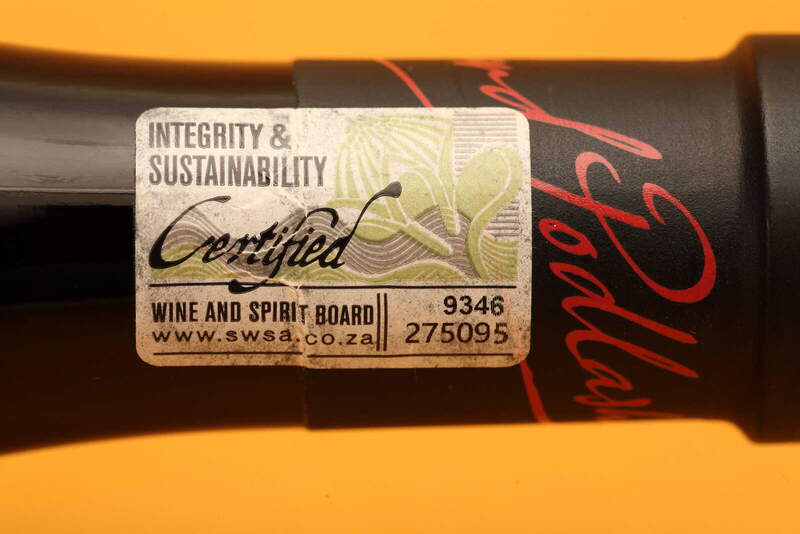 INTEGRITY &
SUSTAINABILITY
Certified
WINE AND SPIRIT BOARD
www.swsa.co.za
9346
275095